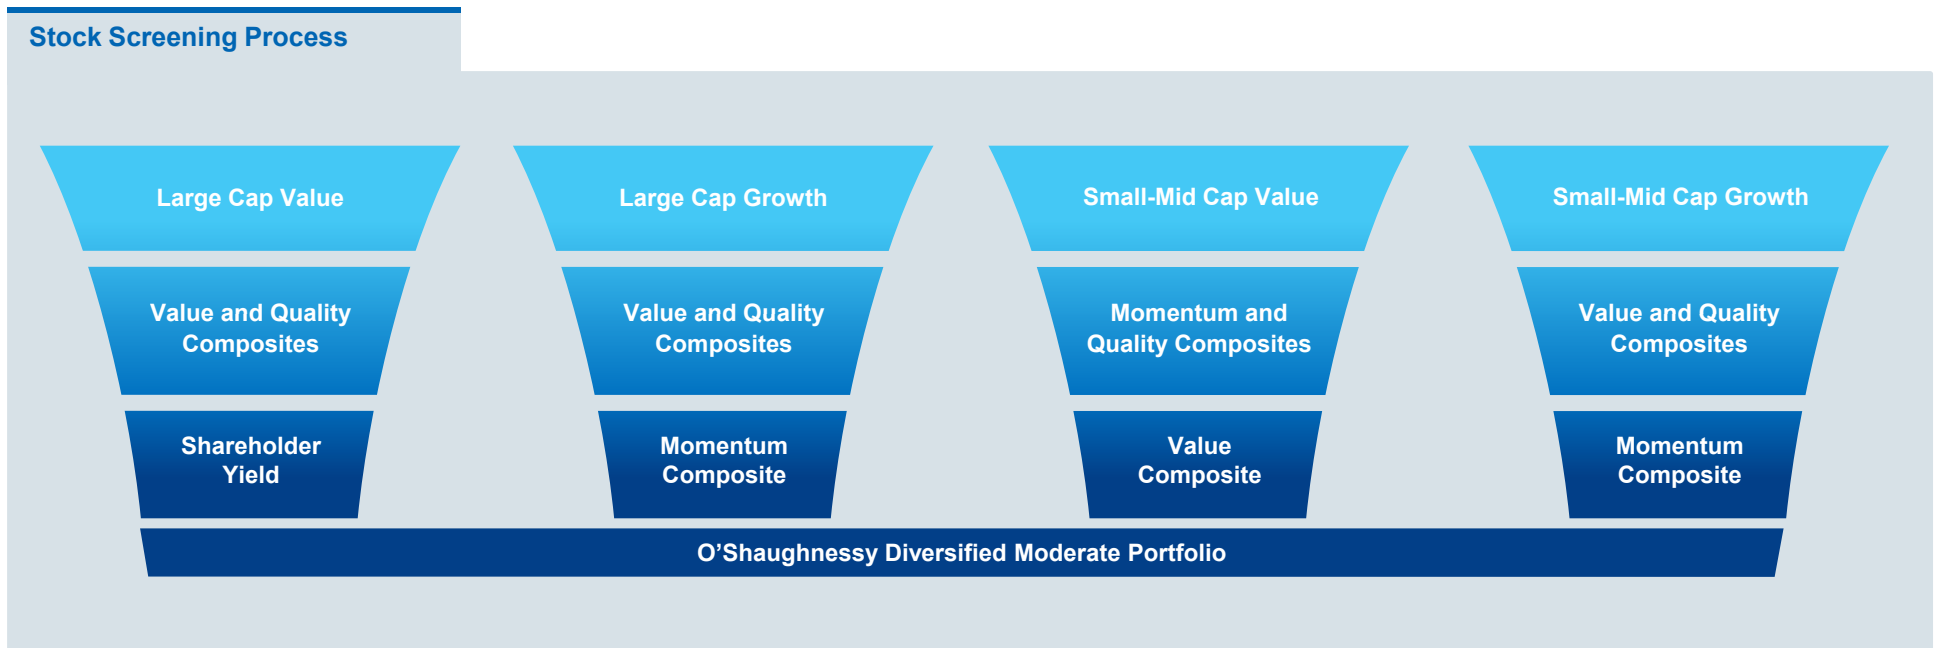 Stock Screening Process
Large Cap Value
Large Cap Growth
Small-Mid Cap Value
Small-Mid Cap Growth
Value and Quality
Composites
Value and Quality
Composites
Momentum and
Quality Composites
Value and Quality
Composites
Shareholder
Yield
Momentum
Composite
Value
Composite
Momentum
Composite
O’Shaughnessy Diversified Moderate Portfolio